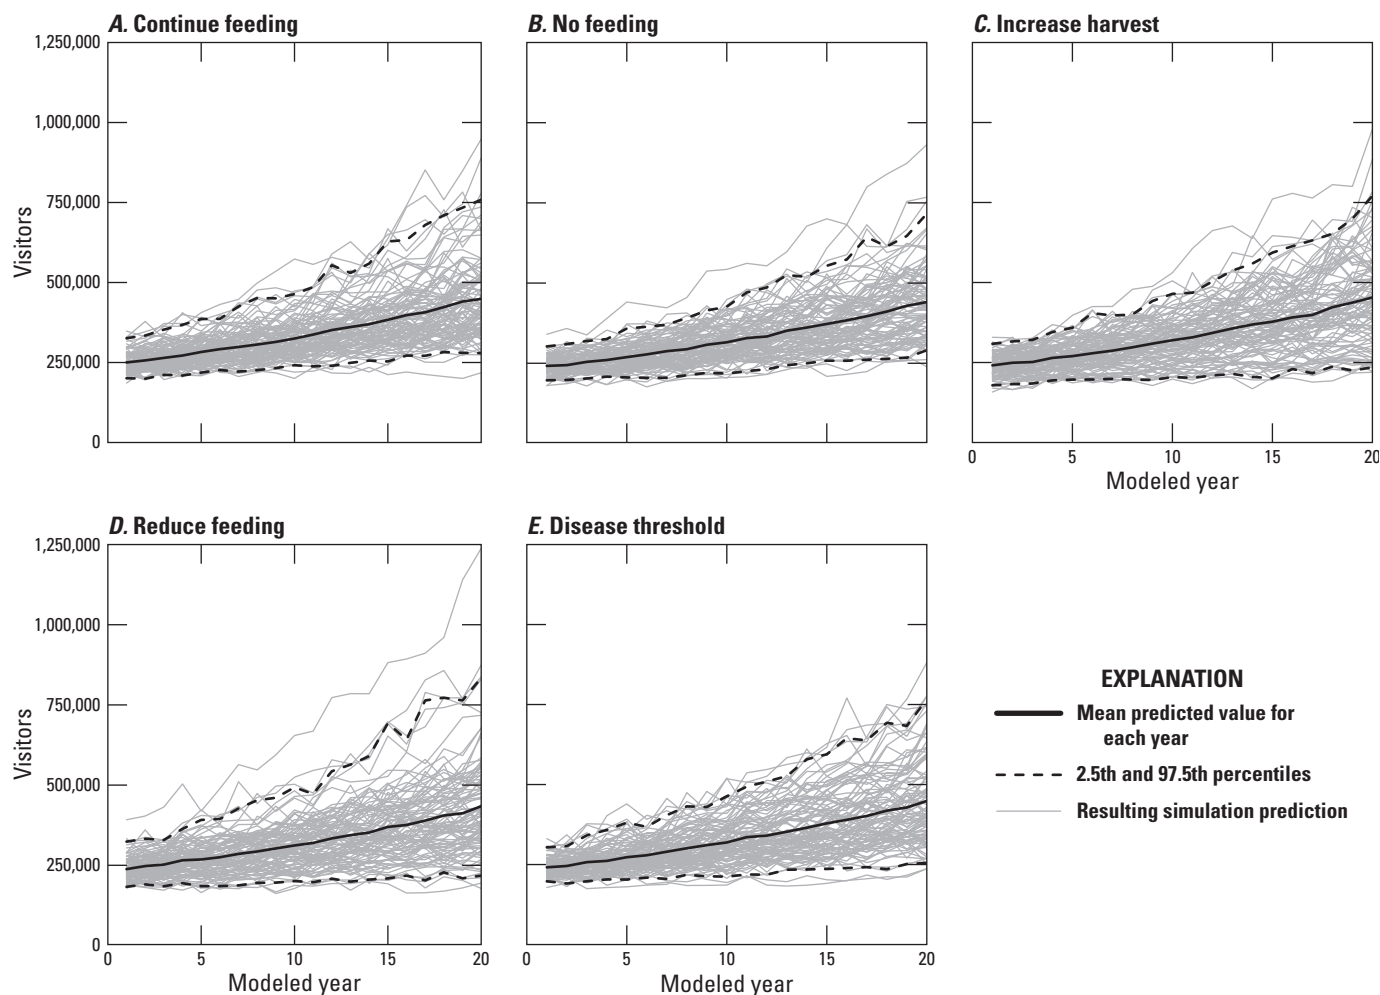 A. Continue feeding
B. No feeding
C. Increase harvest
1,250,000
1,000,000
750,000
500,000
250,000
0
Visitors
0 5 10 15 20
Modeled year
D. Reduce feeding
E. Disease threshold
1,250,000
1,000,000
750,000
500,000
250,000
0
Visitors
0 5 10 15 20
Modeled year
0 5 10 15 20
Modeled year
EXPLANATION
Mean predicted value for
each year
2.5th and 97.5th percentiles
Resulting simulation prediction